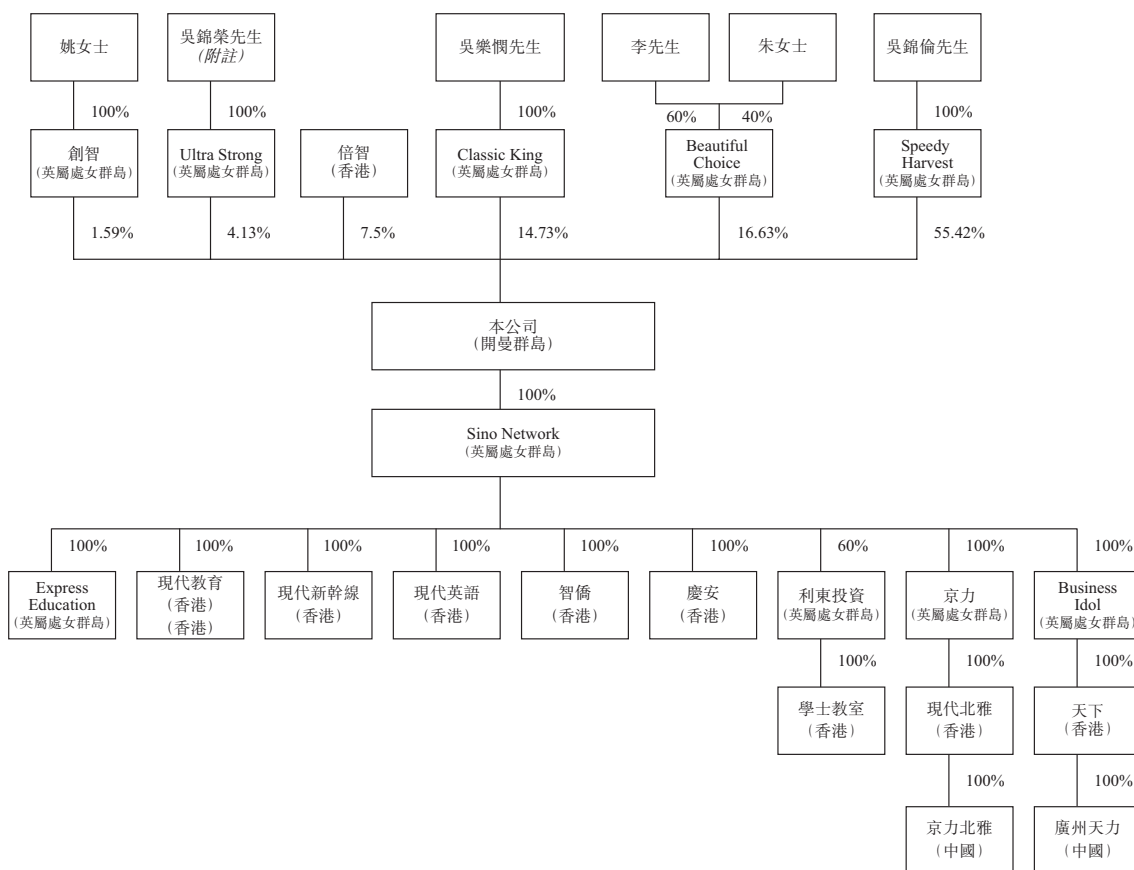 姚女士
吳錦榮先生
(附註)
吳樂憫先生
李先生
朱女士
吳錦倫先生
100%
100%
100%
60%
40%
100%
創智
(英屬處女群島)
Ultra Strong
(英屬處女群島)
倍智
(香港)
Classic King
(英屬處女群島)
Beautiful
Choice
(英屬處女群島)
Speedy
Harvest
(英屬處女群島)
1.59%
4.13%
7.5%
14.73%
16.63%
55.42%
本公司
(開曼群島)
100%
Sino Network
(英屬處女群島)
100%
100%
100%
100%
100%
100%
60%
100%
100%
Express
Education
(英屬處女群島)
現代教育
(香港)
(香港)
現代新幹線
(香港)
現代英語
(香港)
智僑
(香港)
慶安
(香港)
利東投資
(英屬處女群島)
京力
(英屬處女群島)
Business
Idol
(英屬處女群島)
100%
100%
100%
學士教室
(香港)
現代北雅
(香港)
天下
(香港)
100%
100%
京力北雅
(中國)
廣州天力
(中國)